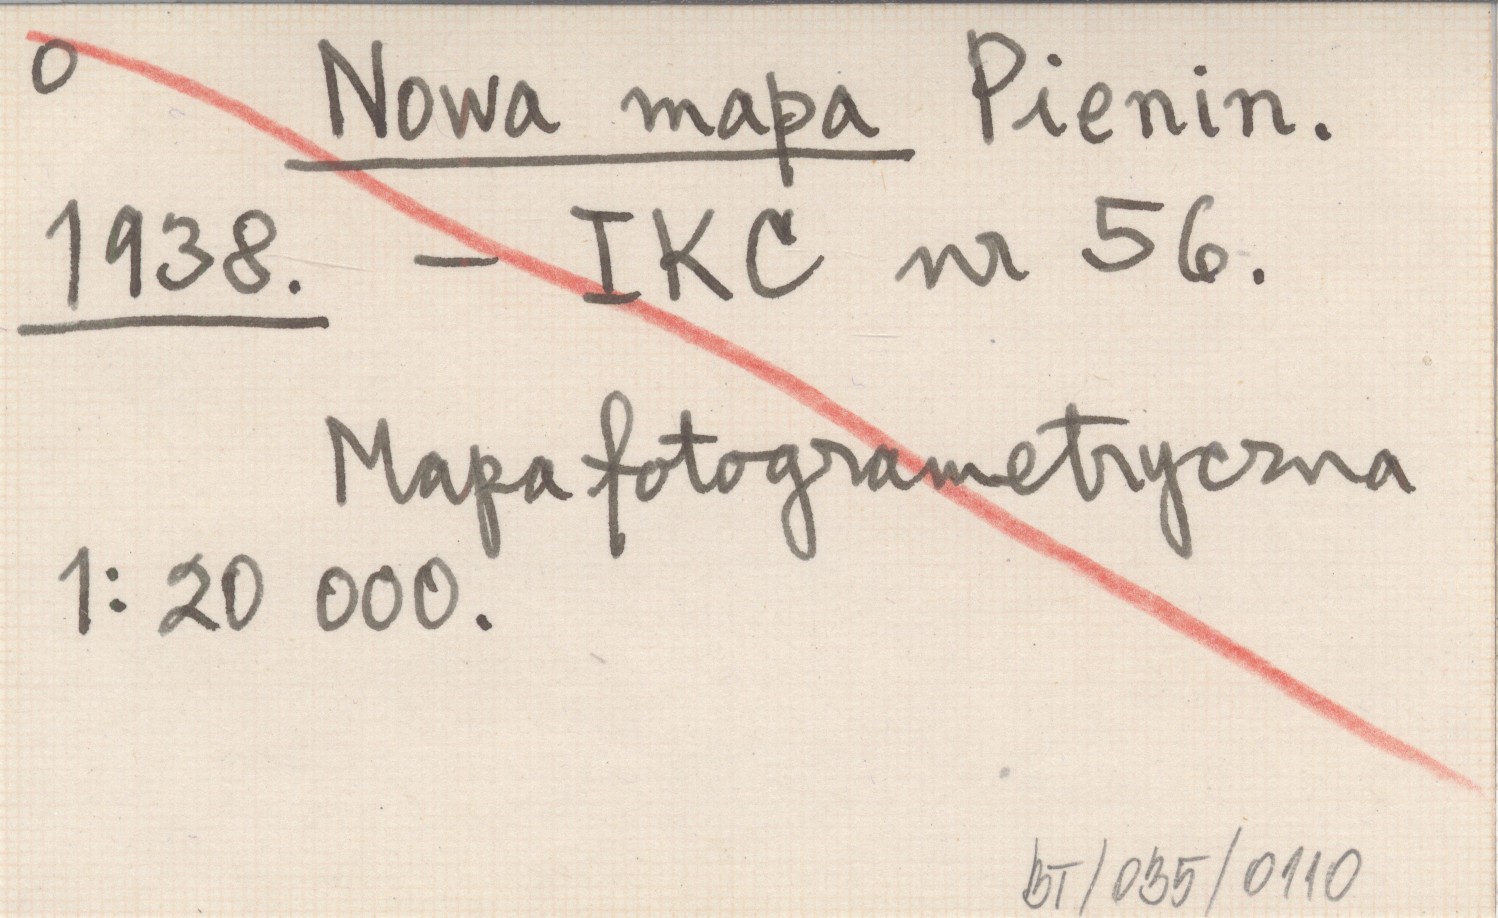 o Nowa mapa Pienin.
1938. – IKC nr 56.
Mapa fotogrametryczna
1: 20 000.
BT/035/0110